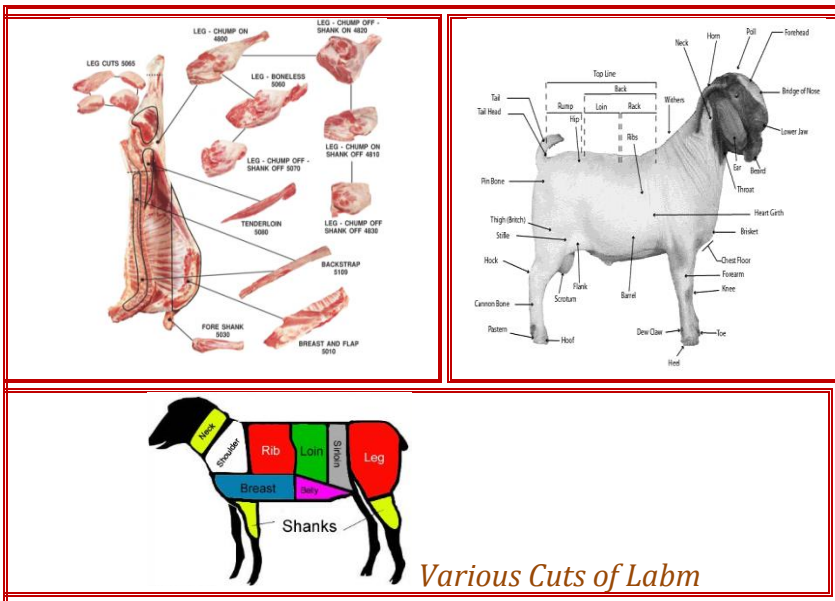 LEG - CHUMP ON
4800
LEG - CHUMP OFF -
SHANK ON 4820
LEG CUTS 5065
LEG - BONELESS
5060
LEG - CHUMP ON
SHANK OFF 4810
LEG - CHUMP OFF -
SHANK OFF 5070
TENDERLOIN
5080
LEG - CHUMP OFF
SHANK OFF 4830
BACKSTRAP
5109
FORE SHANK
5030
BREAST AND FLAP
5010
Poll
Horn
Forehead
Neck
Top Line
Back
Bridge of Nose
Withers
Tail
Rump
Loin
Rack
Tail Head
Hip
Ribs
Lower Jaw
Ear
Beard
Throat
Pin Bone
Heart Girth
Thigh (Britch)
Stifle
Brisket
Chest Floor
Hock
Flank
Forearm
Scrotum
Barrel
Knee
Cannon Bone
Pastern
Hoof
Dew Claw
Toe
Heel
Neck
Shoulder
Rib
Loin
Sirloin
Leg
Breast
Belly
Shanks
Various Cuts of Labm